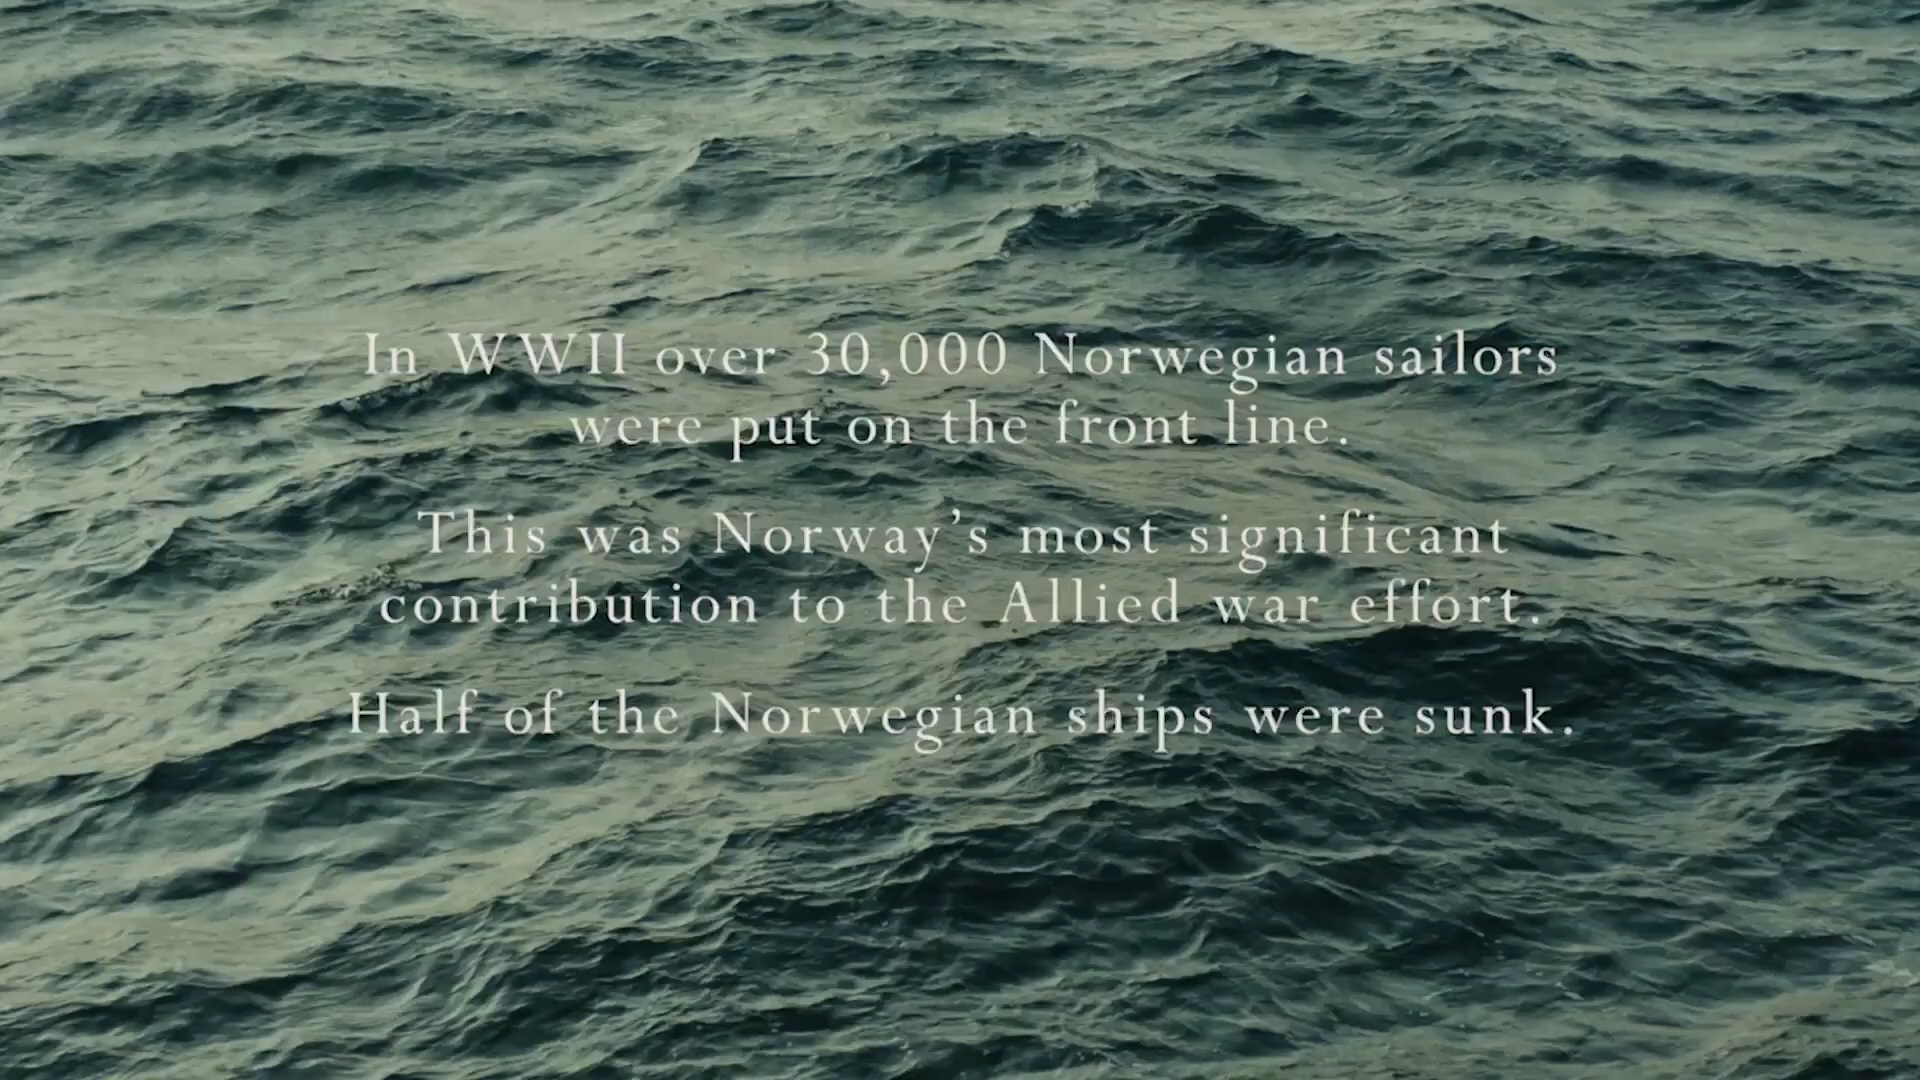 In WWII over 30,000 Norwegian sailors
were put on the front line.
This was Norway’s most significant
contribution to the Allied war effort.
Half of the Norwegian ships were sunk.